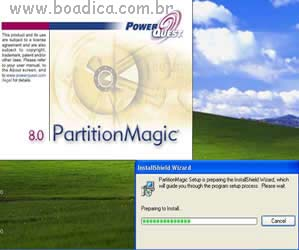 www.boadica.com.br
POWER
QUEST
This product and its use
are subject to a license
agreement and are also
subject to copyright,
trademark, patent and/or
other laws. Please refer
to your user manual, to
the About screen, and
to www.powerquest.com
/legal for details.
8.0 PartitionMagic
InstallShield Wizard
PartitionMagic Setup is preparing the InstallShield Wizard, which
will guide you through the program setup process. Please wait.
Preparing to Install...
Cancel